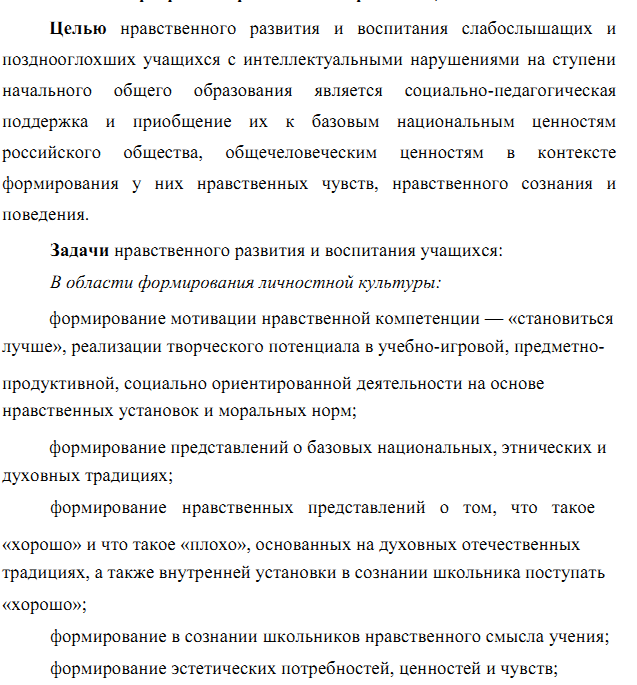 Целью нравственного развития и воспитания слабослышащих и
позднооглохших учащихся с интеллектуальными нарушениями на ступени
начального общего образования является социально-педагогическая
поддержка и приобщение их к базовым национальным ценностям
российского общества, общечеловеческим ценностям в контексте
формирования у них нравственных чувств, нравственного сознания и
поведения.
Задачи нравственного развития и воспитания учащихся:
В области формирования личностной культуры:
формирование мотивации нравственной компетенции — «становиться
лучше», реализации творческого потенциала в учебно-игровой, предметно-
продуктивной, социально ориентированной деятельности на основе
нравственных установок и моральных норм;
формирование представлений о базовых национальных, этнических и
духовных традициях;
формирование нравственных представлений о том, что такое
«хорошо» и что такое «плохо», основанных на духовных отечественных
традициях, а также внутренней установки в сознании школьника поступать
«хорошо»;
формирование в сознании школьников нравственного смысла учения;
формирование эстетических потребностей, ценностей и чувств;